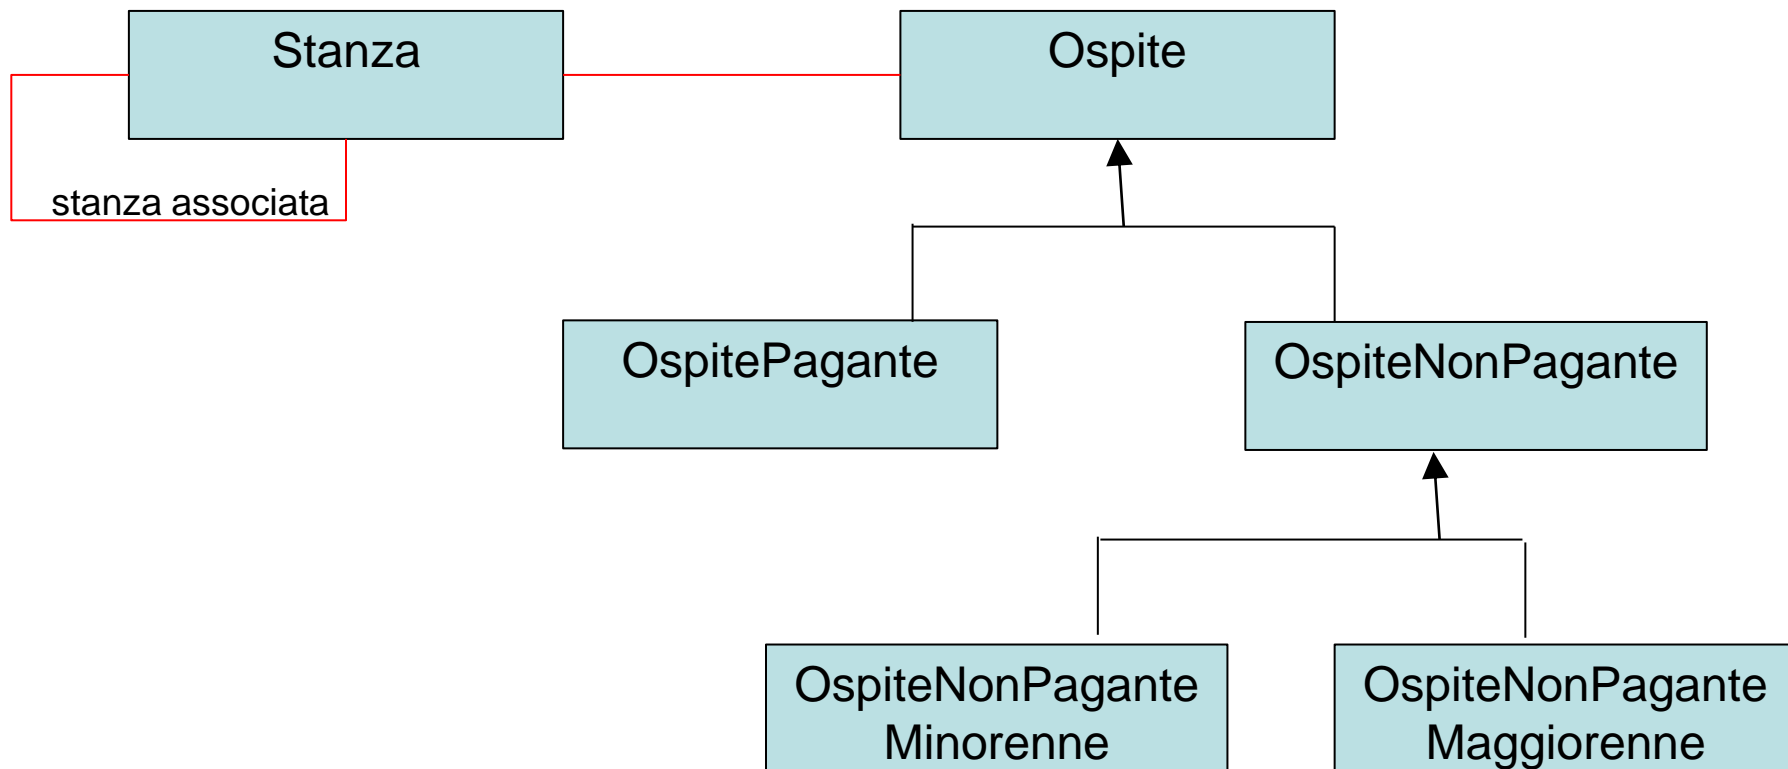 Stanza
Ospite
stanza associata
OspitePagante
OspiteNonPagante
OspiteNonPagante
Minorenne
OspiteNonPagante
Maggiorenne